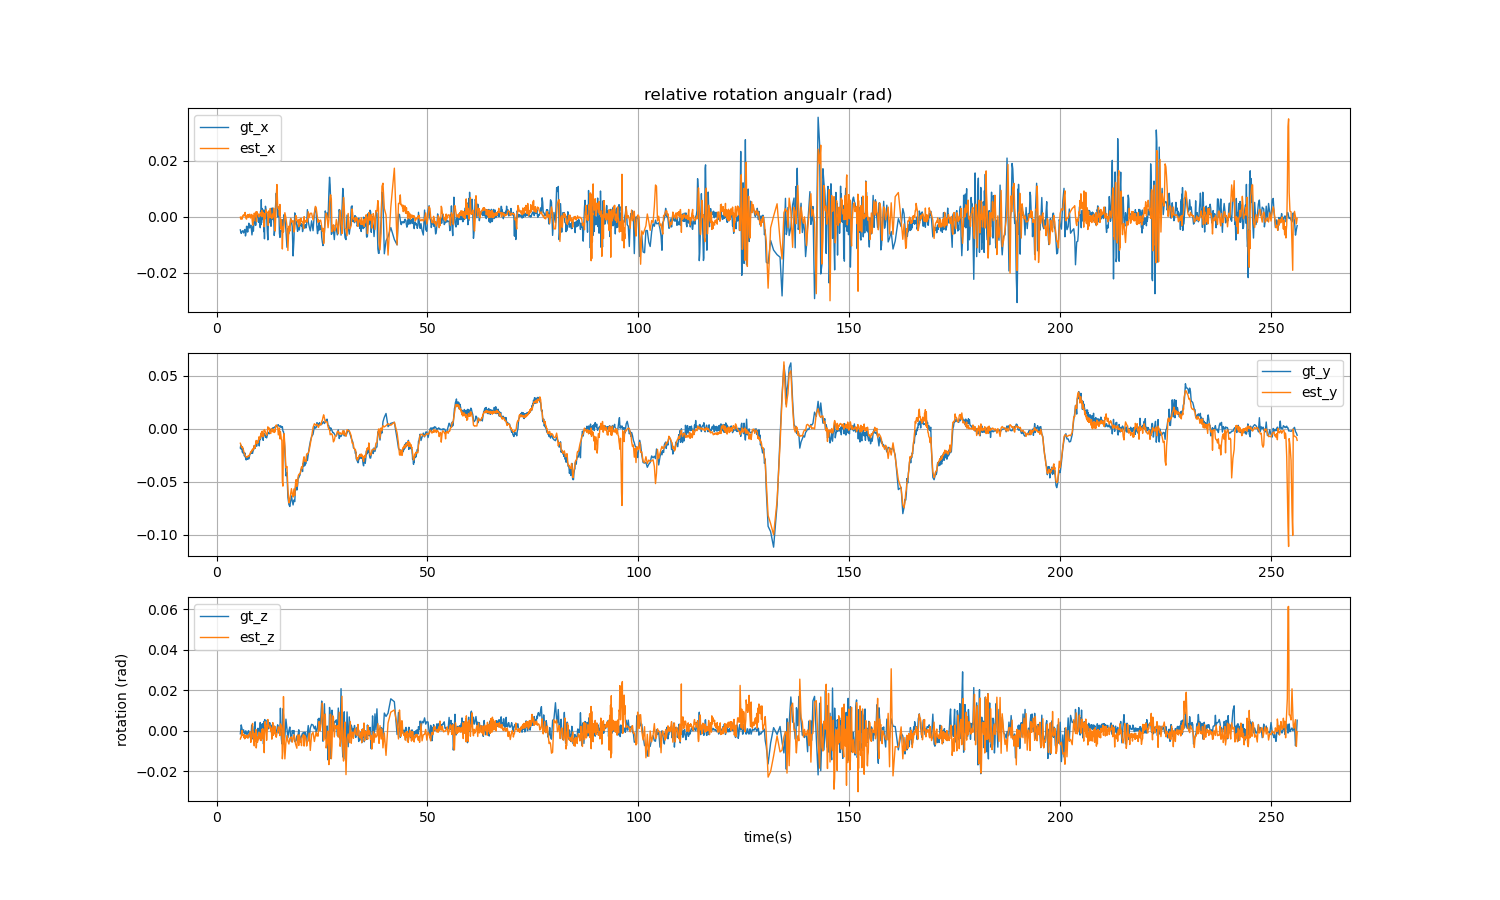 relative rotation angualr (rad)
gt_x
est_x
0.02
0.00
−0.02
0 50 100 150 200 250
gt_y
est_y
0.05
0.00
−0.05
−0.10
0 50 100 150 200 250
gt_z
est_z
0.06
0.04
0.02
0.00
−0.02
rotation (rad)
0 50 100 150 200 250
time(s)